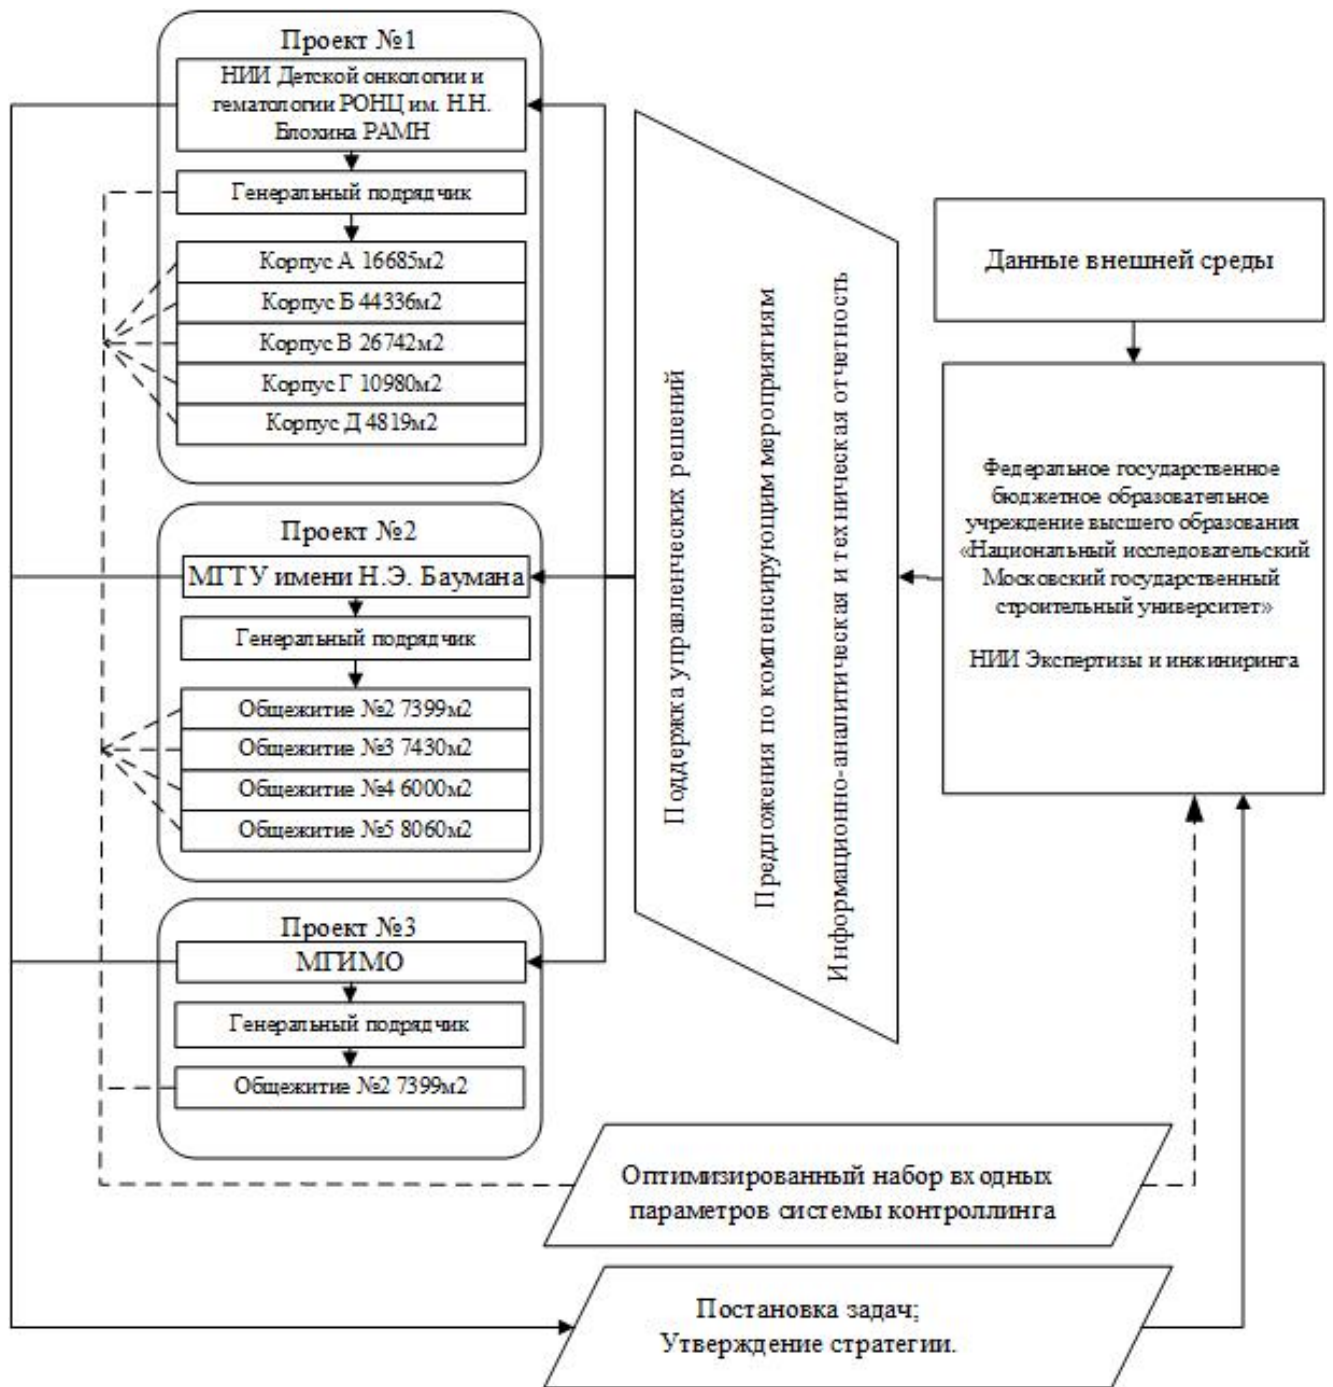 Проект №1
НИИ Детской онкологии и
гематологии РОНЦ им. Н.Н.
Блохина РАМН
Генеральный подрядчик
Корпус А 16685м2
Корпус Б 44336м2
Корпус В 26742м2
Корпус Г 10980м2
Корпус Д 4819м2
Проект №2
МГТУ имени Н.Э. Баумана
Генеральный подрядчик
Общежитие №2 7399м2
Общежитие №3 7430м2
Общежитие №4 6000м2
Общежитие №5 8060м2
Проект №3
МГИМО
Генеральный подрядчик
Общежитие №2 7399м2
Поддержка управленческих решений
Предложения по компенсирующим мероприятиям
Информационно-аналитическая и техническая отчетность
Данные внешней среды
Федеральное государственное
бюджетное образовательное
учреждение высшего образования
«Национальный исследовательский
Московский государственный
строительный университет»
НИИ Экспертизы и инжиниринга
Оптимизированный набор входных
параметров системы контроллинга
Постановка задач;
Утверждение стратегии.